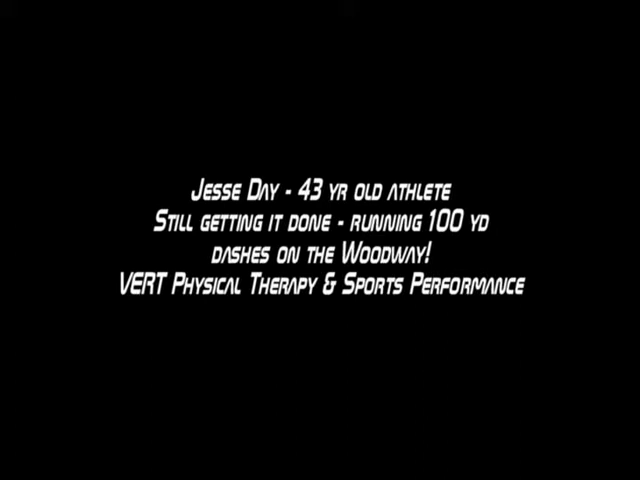 Jesse Day - 43 yr old athlete
Still getting it done - running 100 yd
dashes on the Woodway!
VERT Physical Therapy & Sports Performance